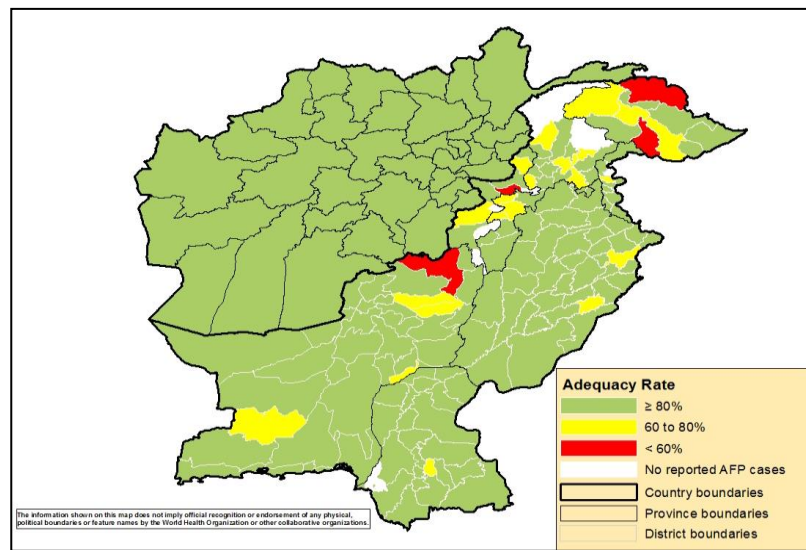 Adequacy Rate
≥ 80%
60 to 80%
< 60%
No reported AFP cases
Country boundaries
Province boundaries
District boundaries
The information shown on this map does not imply official recognition or endorsement of any physical,
political boundaries or feature names by the World Health Organization or other collaborative organizations.